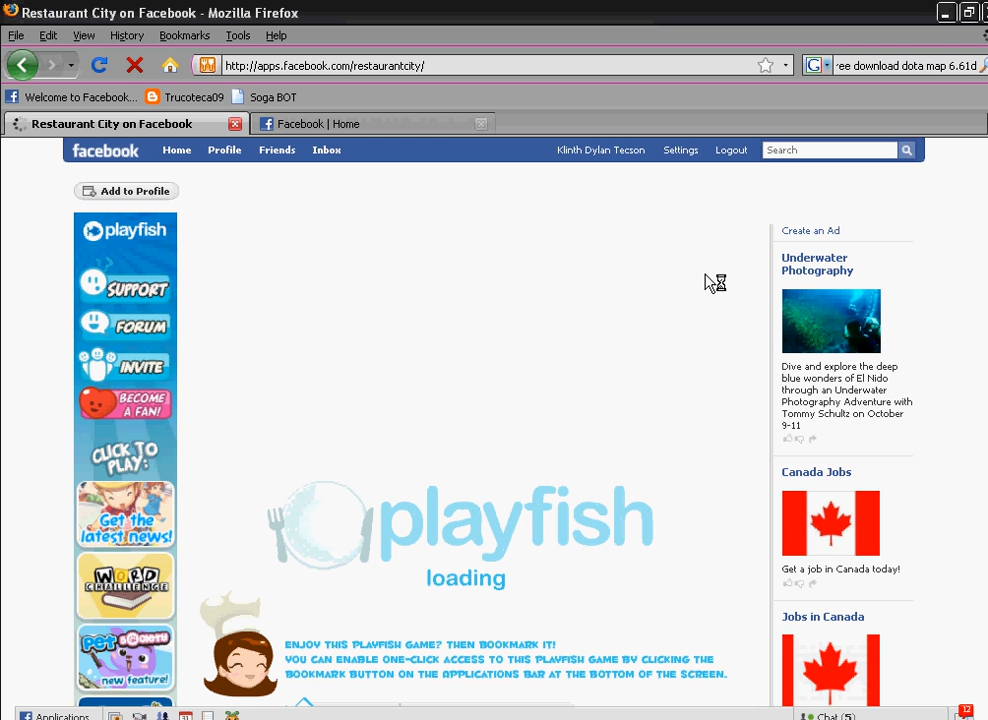 Restaurant City on Facebook - Mozilla Firefox
File Edit View History Bookmarks Tools Help
http://apps.facebook.com/restaurantcity/
G ree download dota map 6.61d
Welcome to Facebook... Trucoteca09 Soga BOT
Restaurant City on Facebook Facebook | Home
facebook Home Profile Friends Inbox Klinth Dylan Tecson Settings Logout Search
Add to Profile
playfish
SUPPORT
FORUM
INVITE
BECOME
A FAN!
CLICK TO
PLAY:
Get the
latest news!
WORD
CHALLENGE
PET SOCIETY
new feature!
playfish
loading
ENJOY THIS PLAYFISH GAME? THEN BOOKMARK IT!
YOU CAN ENABLE ONE-CLICK ACCESS TO THIS PLAYFISH GAME BY CLICKING THE
BOOKMARK BUTTON ON THE APPLICATIONS BAR AT THE BOTTOM OF THE SCREEN.
Create an Ad
Underwater
Photography
Dive and explore the deep
blue wonders of El Nido
through an Underwater
Photography Adventure with
Tommy Schultz on October
9-11
Canada Jobs
Get a job in Canada today!
Jobs in Canada
Applications 31 Chat (5) 12